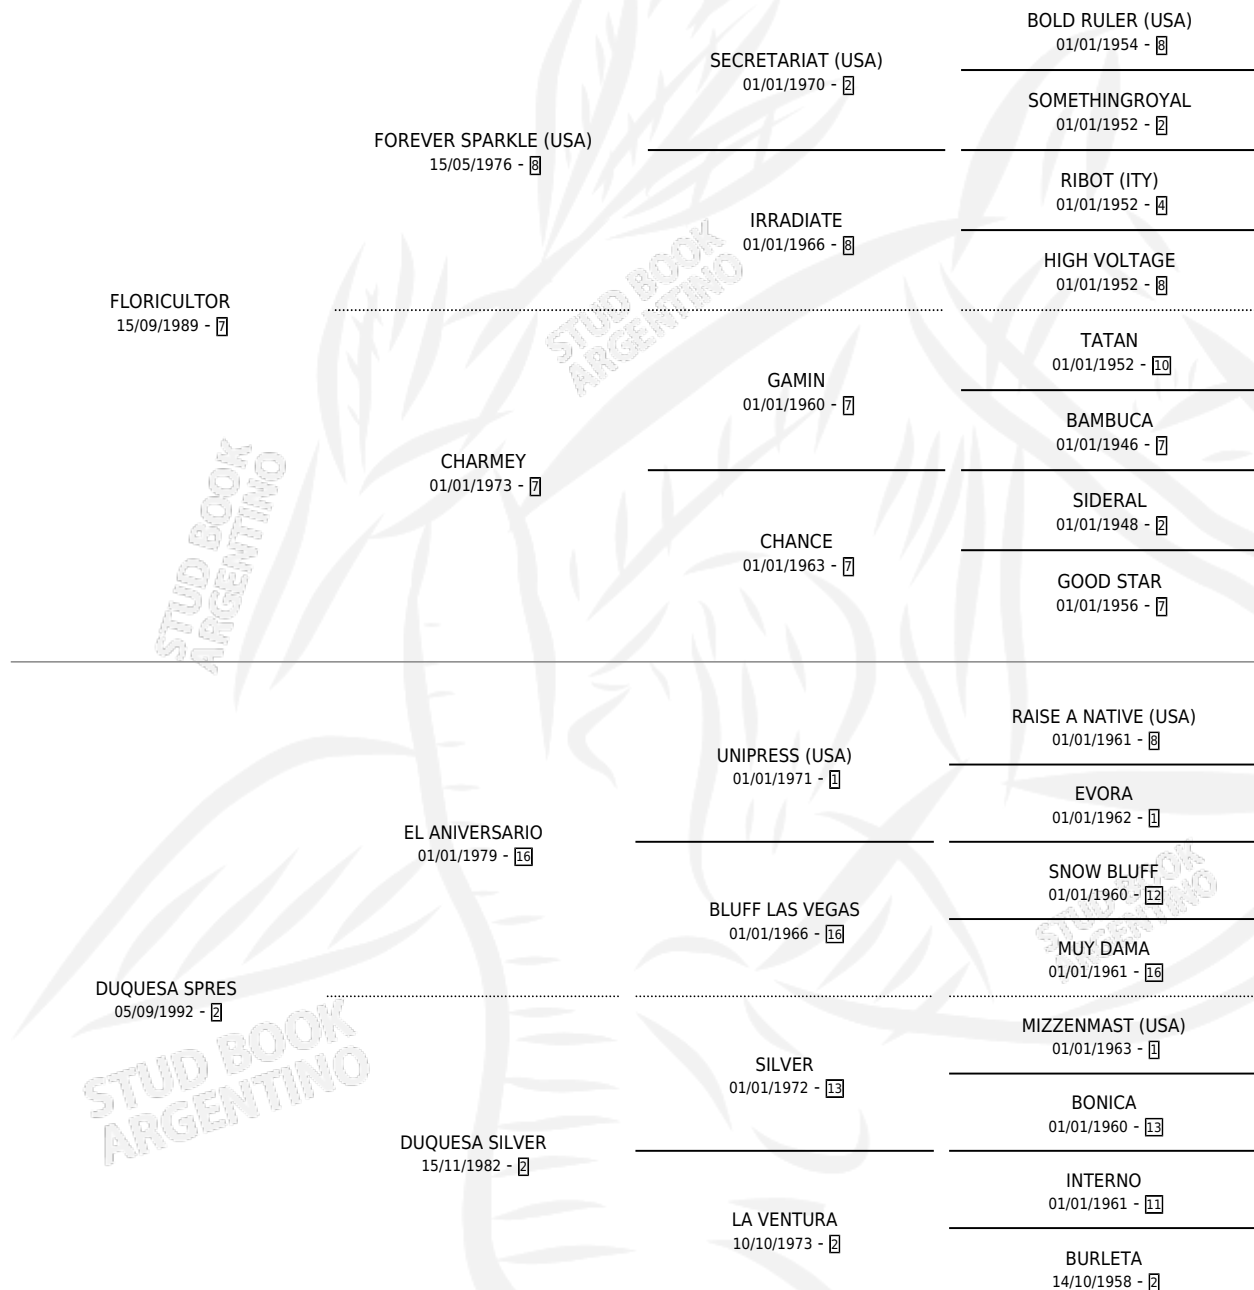 BOLD RULER (USA)
01/01/1954 - 8
SECRETARIAT (USA)
01/01/1970 - 2
SOMETHINGROYAL
01/01/1952 - 2
FOREVER SPARKLE (USA)
15/05/1976 - 8
RIBOT (ITY)
01/01/1952 - 4
IRRADIATE
01/01/1966 - 8
HIGH VOLTAGE
01/01/1952 - 8
FLORICULTOR
15/09/1989 - 7
TATAN
01/01/1952 - 10
GAMIN
01/01/1960 - 7
BAMBUCA
01/01/1946 - 7
CHARMEY
01/01/1973 - 7
SIDERAL
01/01/1948 - 2
CHANCE
01/01/1963 - 7
GOOD STAR
01/01/1956 - 7
STUD BOOK
ARGENTINO
STUD BOOK
ARGENTINO
RAISE A NATIVE (USA)
01/01/1961 - 8
UNIPRESS (USA)
01/01/1971 - 1
EVORA
01/01/1962 - 1
EL ANIVERSARIO
01/01/1979 - 16
SNOW BLUFF
01/01/1960 - 12
BLUFF LAS VEGAS
01/01/1966 - 16
MUY DAMA
01/01/1961 - 16
DUQUESA SPRES
05/09/1992 - 2
MIZZENMAST (USA)
01/01/1963 - 1
SILVER
01/01/1972 - 13
BONICA
01/01/1960 - 13
DUQUESA SILVER
15/11/1982 - 2
INTERNO
01/01/1961 - 11
LA VENTURA
10/10/1973 - 2
BURLETA
14/10/1958 - 2
STUD BOOK
ARGENTINO
STUD BOOK
ARGENTINO